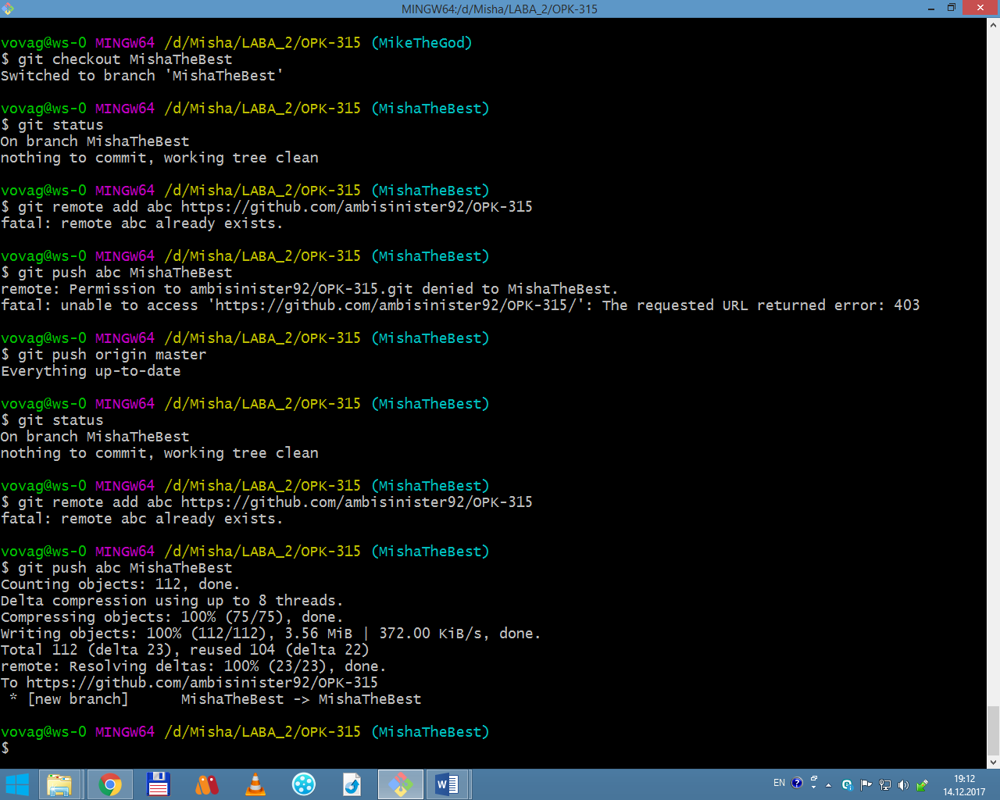 MINGW64:/d/Misha/LABA_2/OPK-315
vovag@ws-0 MINGW64 /d/Misha/LABA_2/OPK-315 (MikeTheGod)
$ git checkout MishaTheBest
Switched to branch 'MishaTheBest'
vovag@ws-0 MINGW64 /d/Misha/LABA_2/OPK-315 (MishaTheBest)
$ git status
On branch MishaTheBest
nothing to commit, working tree clean
vovag@ws-0 MINGW64 /d/Misha/LABA_2/OPK-315 (MishaTheBest)
$ git remote add abc https://github.com/ambisinister92/OPK-315
fatal: remote abc already exists.
vovag@ws-0 MINGW64 /d/Misha/LABA_2/OPK-315 (MishaTheBest)
$ git push abc MishaTheBest
remote: Permission to ambisinister92/OPK-315.git denied to MishaTheBest.
fatal: unable to access 'https://github.com/ambisinister92/OPK-315/': The requested URL returned error: 403
vovag@ws-0 MINGW64 /d/Misha/LABA_2/OPK-315 (MishaTheBest)
$ git push origin master
Everything up-to-date
vovag@ws-0 MINGW64 /d/Misha/LABA_2/OPK-315 (MishaTheBest)
$ git status
On branch MishaTheBest
nothing to commit, working tree clean
vovag@ws-0 MINGW64 /d/Misha/LABA_2/OPK-315 (MishaTheBest)
$ git remote add abc https://github.com/ambisinister92/OPK-315
fatal: remote abc already exists.
vovag@ws-0 MINGW64 /d/Misha/LABA_2/OPK-315 (MishaTheBest)
$ git push abc MishaTheBest
Counting objects: 112, done.
Delta compression using up to 8 threads.
Compressing objects: 100% (75/75), done.
Writing objects: 100% (112/112), 3.56 MiB | 372.00 KiB/s, done.
Total 112 (delta 23), reused 104 (delta 22)
remote: Resolving deltas: 100% (23/23), done.
To https://github.com/ambisinister92/OPK-315
 * [new branch]      MishaTheBest -> MishaTheBest
vovag@ws-0 MINGW64 /d/Misha/LABA_2/OPK-315 (MishaTheBest)
$
EN
19:12
14.12.2017